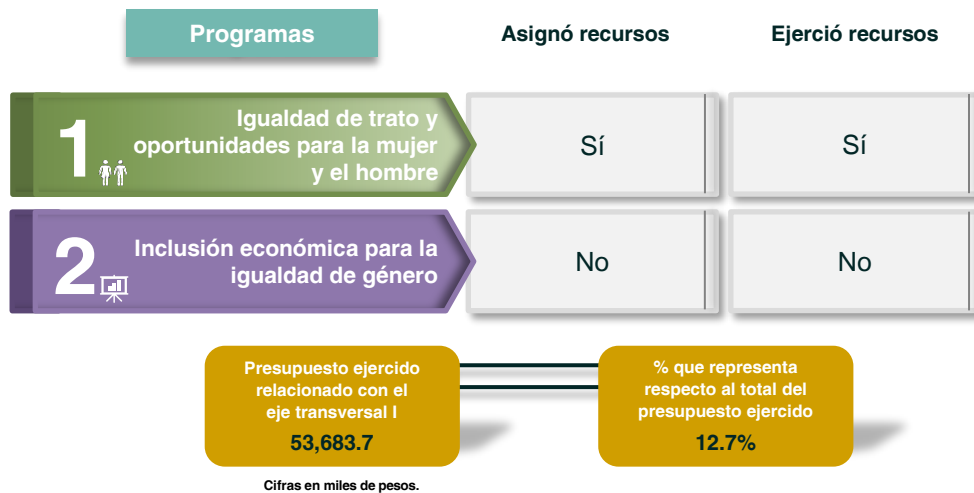 Programas
Asignó recursos
Ejerció recursos
1
Igualdad de trato y
oportunidades para la mujer
y el hombre
Sí
Sí
2
Inclusión económica para la
igualdad de género
No
No
Presupuesto ejercido
relacionado con el
eje transversal I
53,683.7
% que representa
respecto al total del
presupuesto ejercido
12.7%
Cifras en miles de pesos.